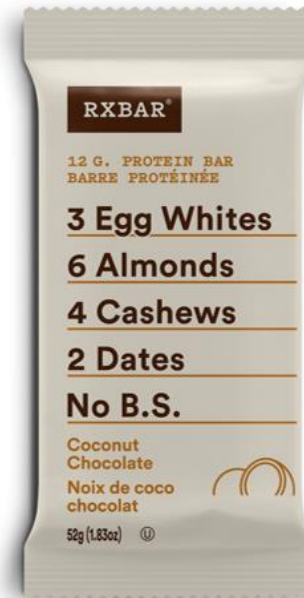 RXBAR®
12 G. PROTEIN BAR
BARRE PROTÉINÉE
3 Egg Whites
6 Almonds
4 Cashews
2 Dates
No B.S.
Coconut
Chocolate
Noix de coco
chocolat
52g (1.83oz) Ⓤ